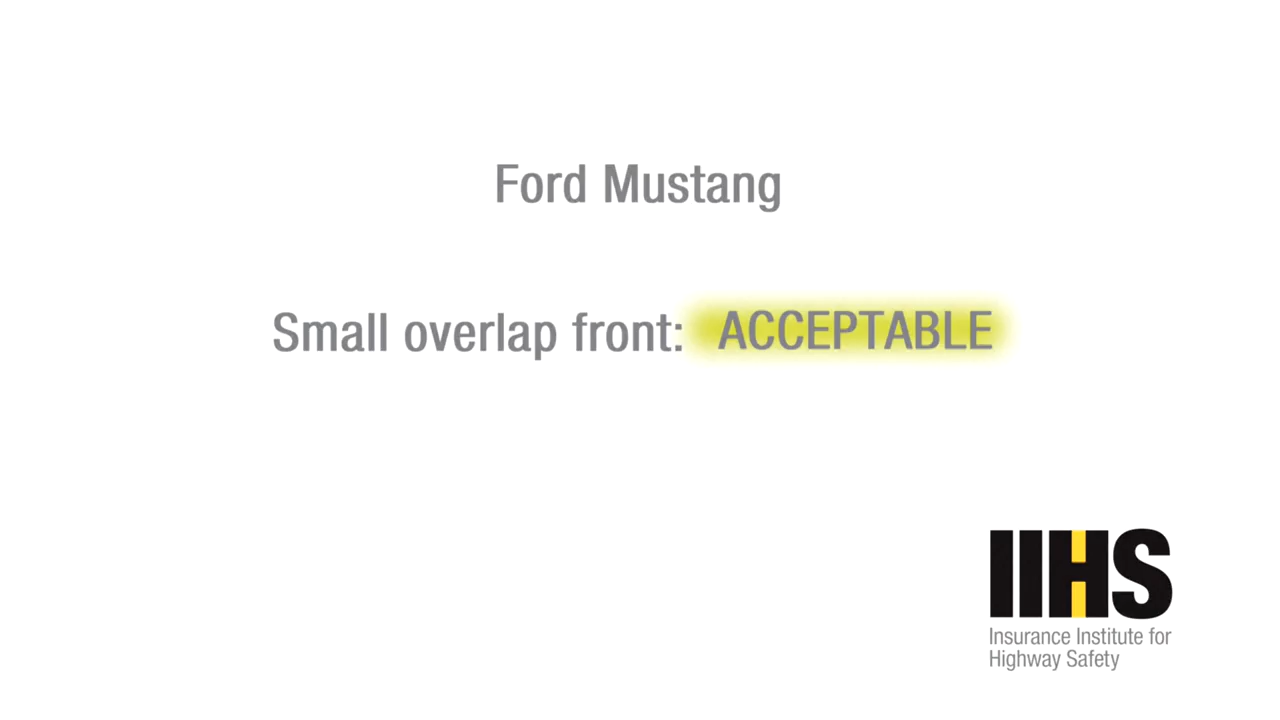 Ford Mustang
Small overlap front: ACCEPTABLE
IIHS
Insurance Institute for
Highway Safety